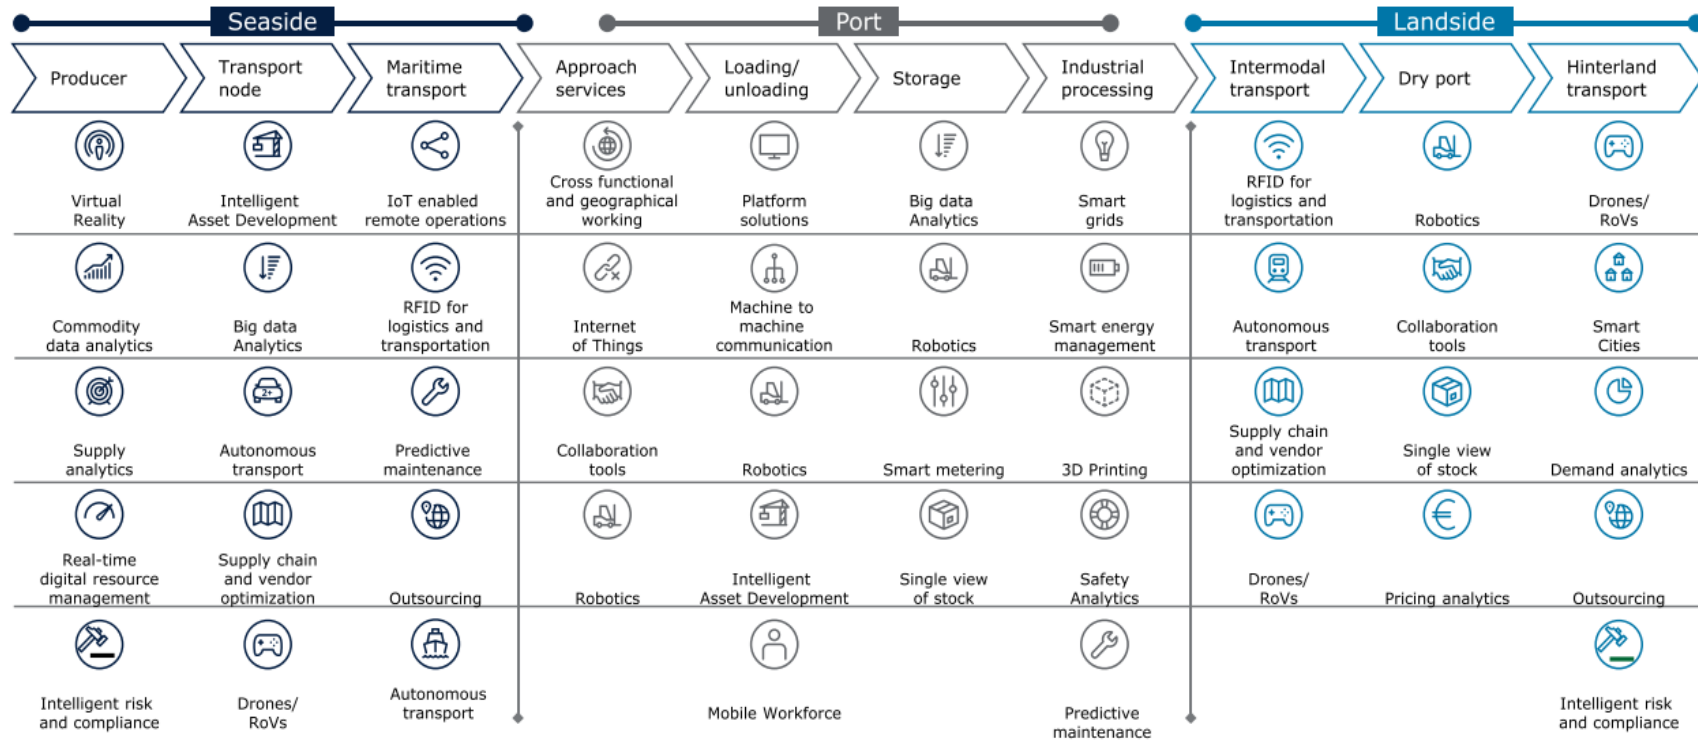 Seaside
Port
Landside
Producer
Transport
node
Maritime
transport
Approach
services
Loading/
unloading
Storage
Industrial
processing
Intermodal
transport
Dry port
Hinterland
transport
Virtual
Reality
Intelligent
Asset Development
IoT enabled
remote operations
Cross functional
and geographical
working
Platform
solutions
Big data
Analytics
Smart
grids
RFID for
logistics and
transportation
Robotics
Drones/
RoVs
Commodity
data analytics
Big data
Analytics
RFID for
logistics and
transportation
Internet
of Things
Machine to
machine
communication
Robotics
Smart energy
management
Autonomous
transport
Collaboration
tools
Smart
Cities
Supply
analytics
2+
Autonomous
transport
Predictive
maintenance
Collaboration
tools
Robotics
Smart metering
3D Printing
Supply chain
and vendor
optimization
Single view
of stock
Demand analytics
Real-time
digital resource
management
Supply chain
and vendor
optimization
Outsourcing
Robotics
Intelligent
Asset Development
Single view
of stock
Safety
Analytics
Drones/
RoVs
€
Pricing analytics
Outsourcing
Intelligent risk
and compliance
Drones/
RoVs
Autonomous
transport
Mobile Workforce
Predictive
maintenance
Intelligent risk
and compliance